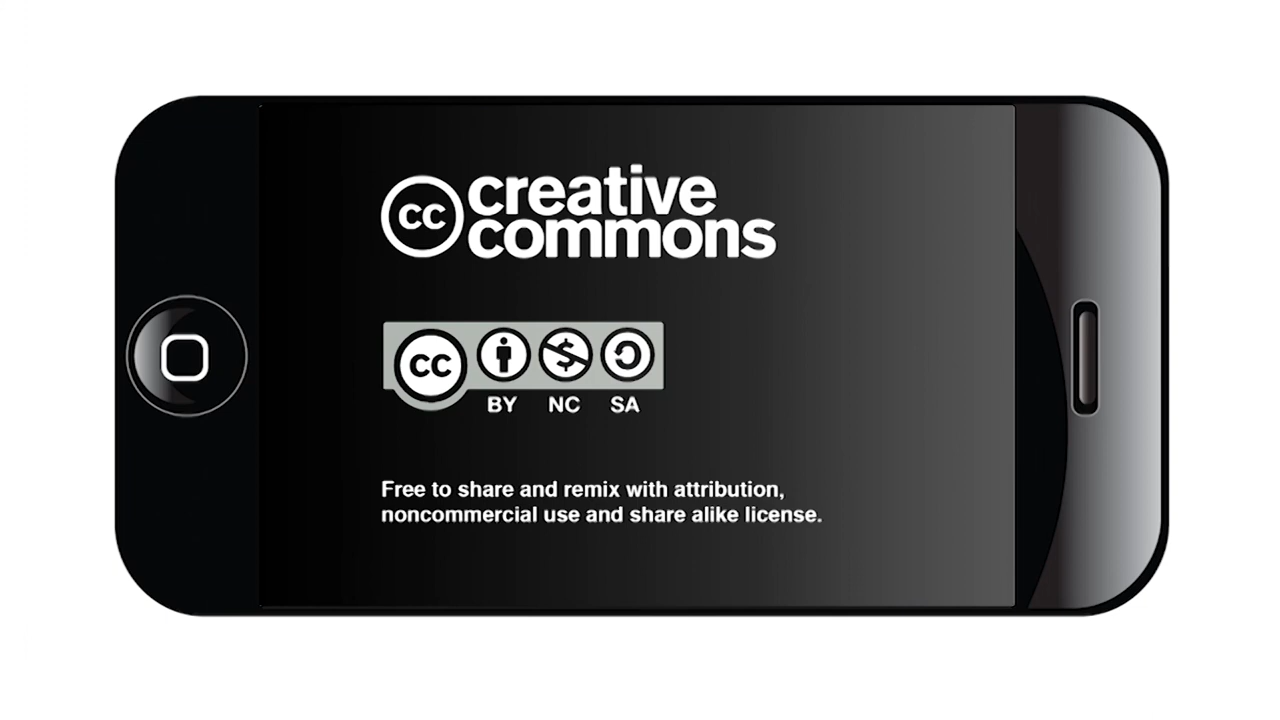 cc creative
commons
cc
BY NC SA
Free to share and remix with attribution,
noncommercial use and share alike license.